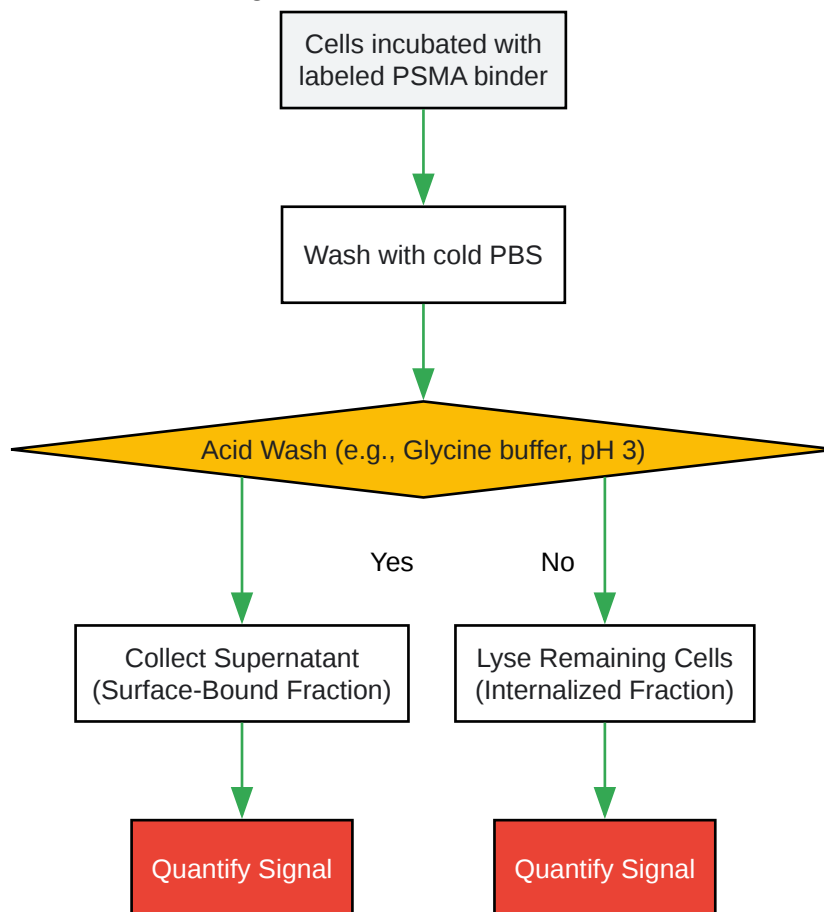 Cells incubated with
labeled PSMA binder
Wash with cold PBS
Acid Wash (e.g., Glycine buffer, pH 3)
Yes
No
Collect Supernatant
(Surface-Bound Fraction)
Lyse Remaining Cells
(Internalized Fraction)
Quantify Signal
Quantify Signal